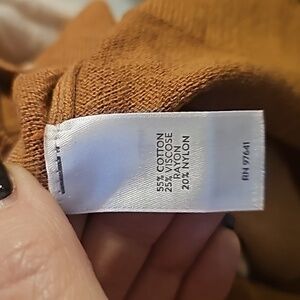 55% COTTON
25% VISCOSE
RAYON
20% NYLON
RN 97641